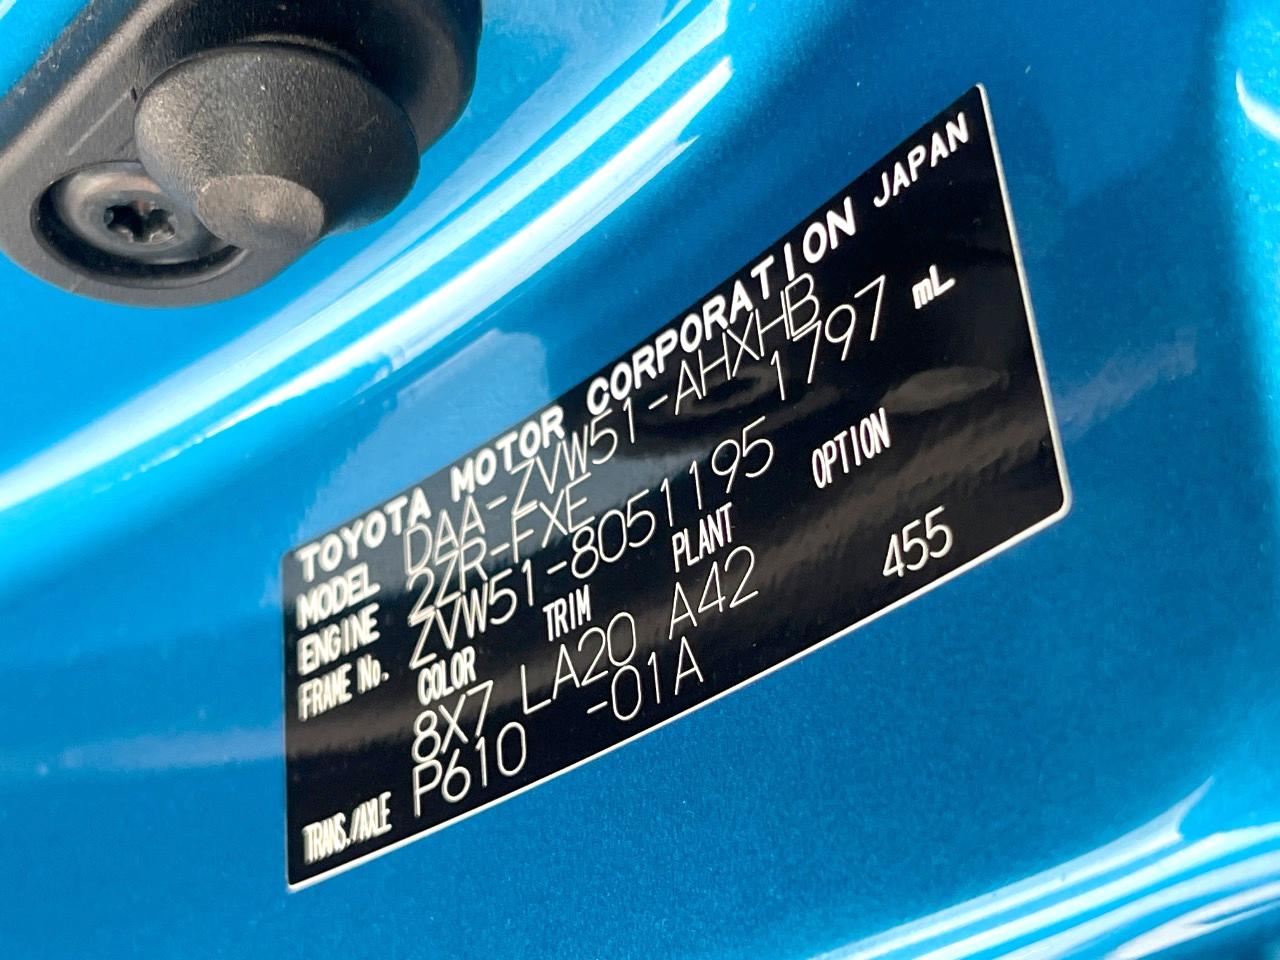 TOYOTA MOTOR CORPORATION JAPAN
MODEL DAA-ZVW51-AHXHB
ENGINE 2ZR-FXE 1797 mL
FRAME No. ZVW51-8051195
COLOR TRIM PLANT OPTION
8X7 LA20 A42 455
TRANS./AXLE P610 -01A